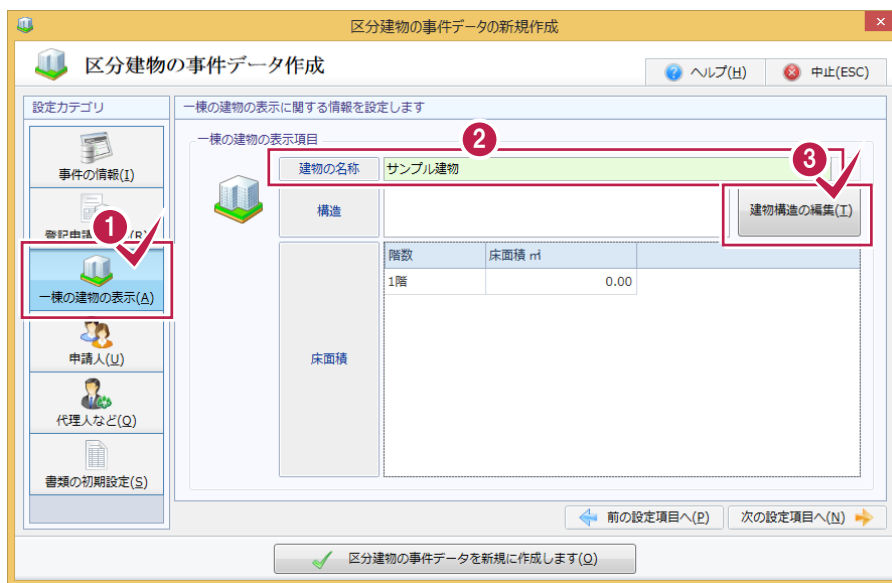 区分建物の事件データの新規作成
区分建物の事件データ作成
ヘルプ(H)
中止(ESC)
設定カテゴリ
一棟の建物の表示に関する情報を設定します
事件の情報(I)
登記申請
(R)
1
一棟の建物の表示(A)
申請人(U)
代理人など(Q)
書類の初期設定(S)
一棟の建物の表示項目
2
建物の名称
サンプル建物
3
構造
建物構造の編集(T)
階数
床面積 ㎡
1階
0.00
床面積
前の設定項目へ(P)
次の設定項目へ(N)
区分建物の事件データを新規に作成します(O)